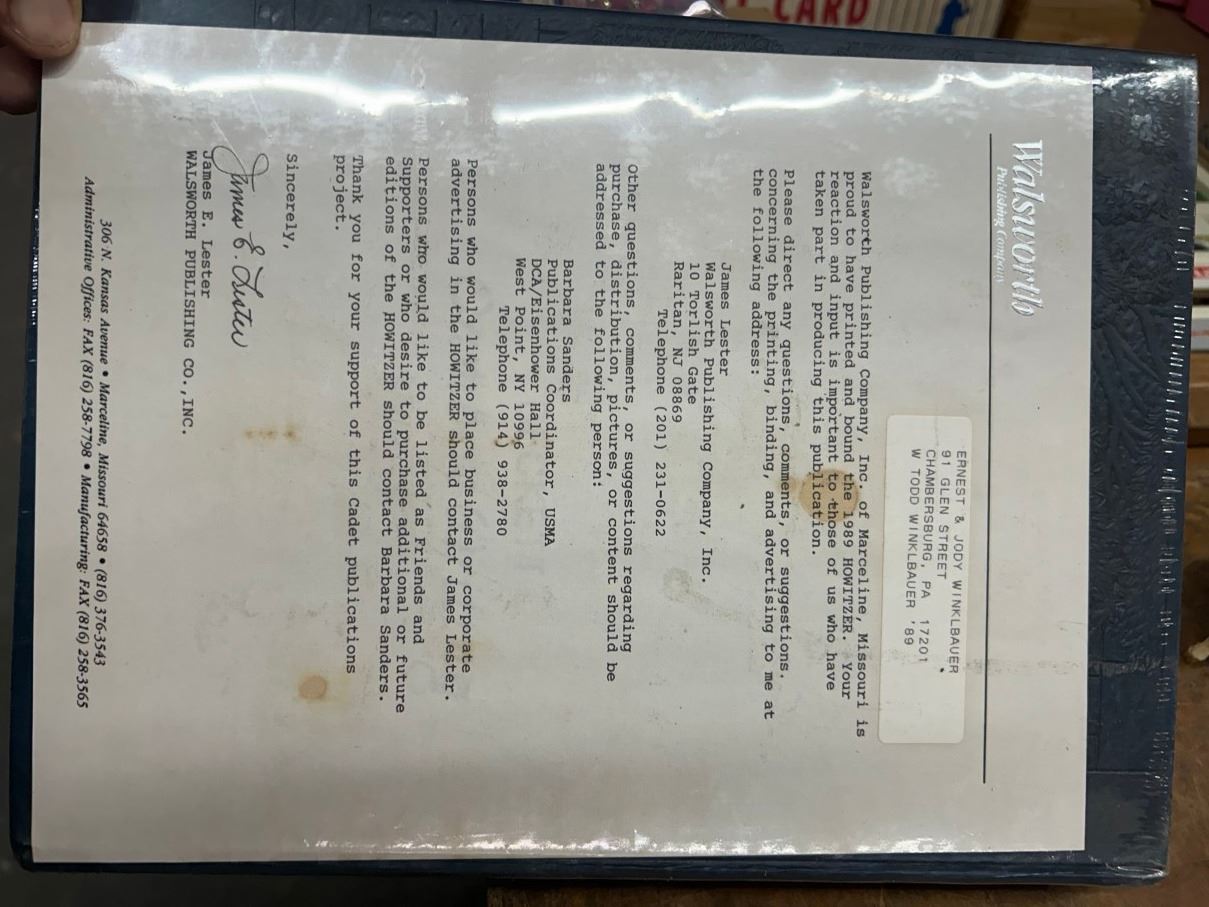 CARD
Walsworth
Publishing Company
ERNEST & JODY WINKLBAUER
91 GLEN STREET
CHAMBERSBURG, PA 17201
W TODD WINKLBAUER '89
Walsworth Publishing Company, Inc. of Marceline, Missouri is
proud to have printed and bound the 1989 HOWITZER. Your
reaction and input is important to those of us who have
taken part in producing this publication.
Please direct any questions, comments, or suggestions.
concerning the printing, binding, and advertising to me at
the following address:
James Lester
Walsworth Publishing Company, Inc.
10 Torlish Gate
Raritan, NJ 08869
Telephone (201) 231-0622
Other questions, comments, or suggestions regarding
purchase, distribution, pictures, or content should be
addressed to the following person:
Barbara Sanders
Publications Coordinator, USMA
DCA/Eisenhower Hall
West Point, NY 10996
Telephone (914) 938-2780
Persons who would like to place business or corporate
advertising in the HOWITZER should contact James Lester.
Persons who would like to be listed as Friends and
Supporters or who desire to purchase additional or future
editions of the HOWITZER should contact Barbara Sanders.
Thank you for your support of this Cadet publications
project.
Sincerely,
James E. Lester
James E. Lester
WALSWORTH PUBLISHING CO.,INC.
306 N. Kansas Avenue • Marceline, Missouri 64658 • (816) 376-3543
Administrative Offices: FAX (816) 258-7798 • Manufacturing: FAX (816) 258-3565